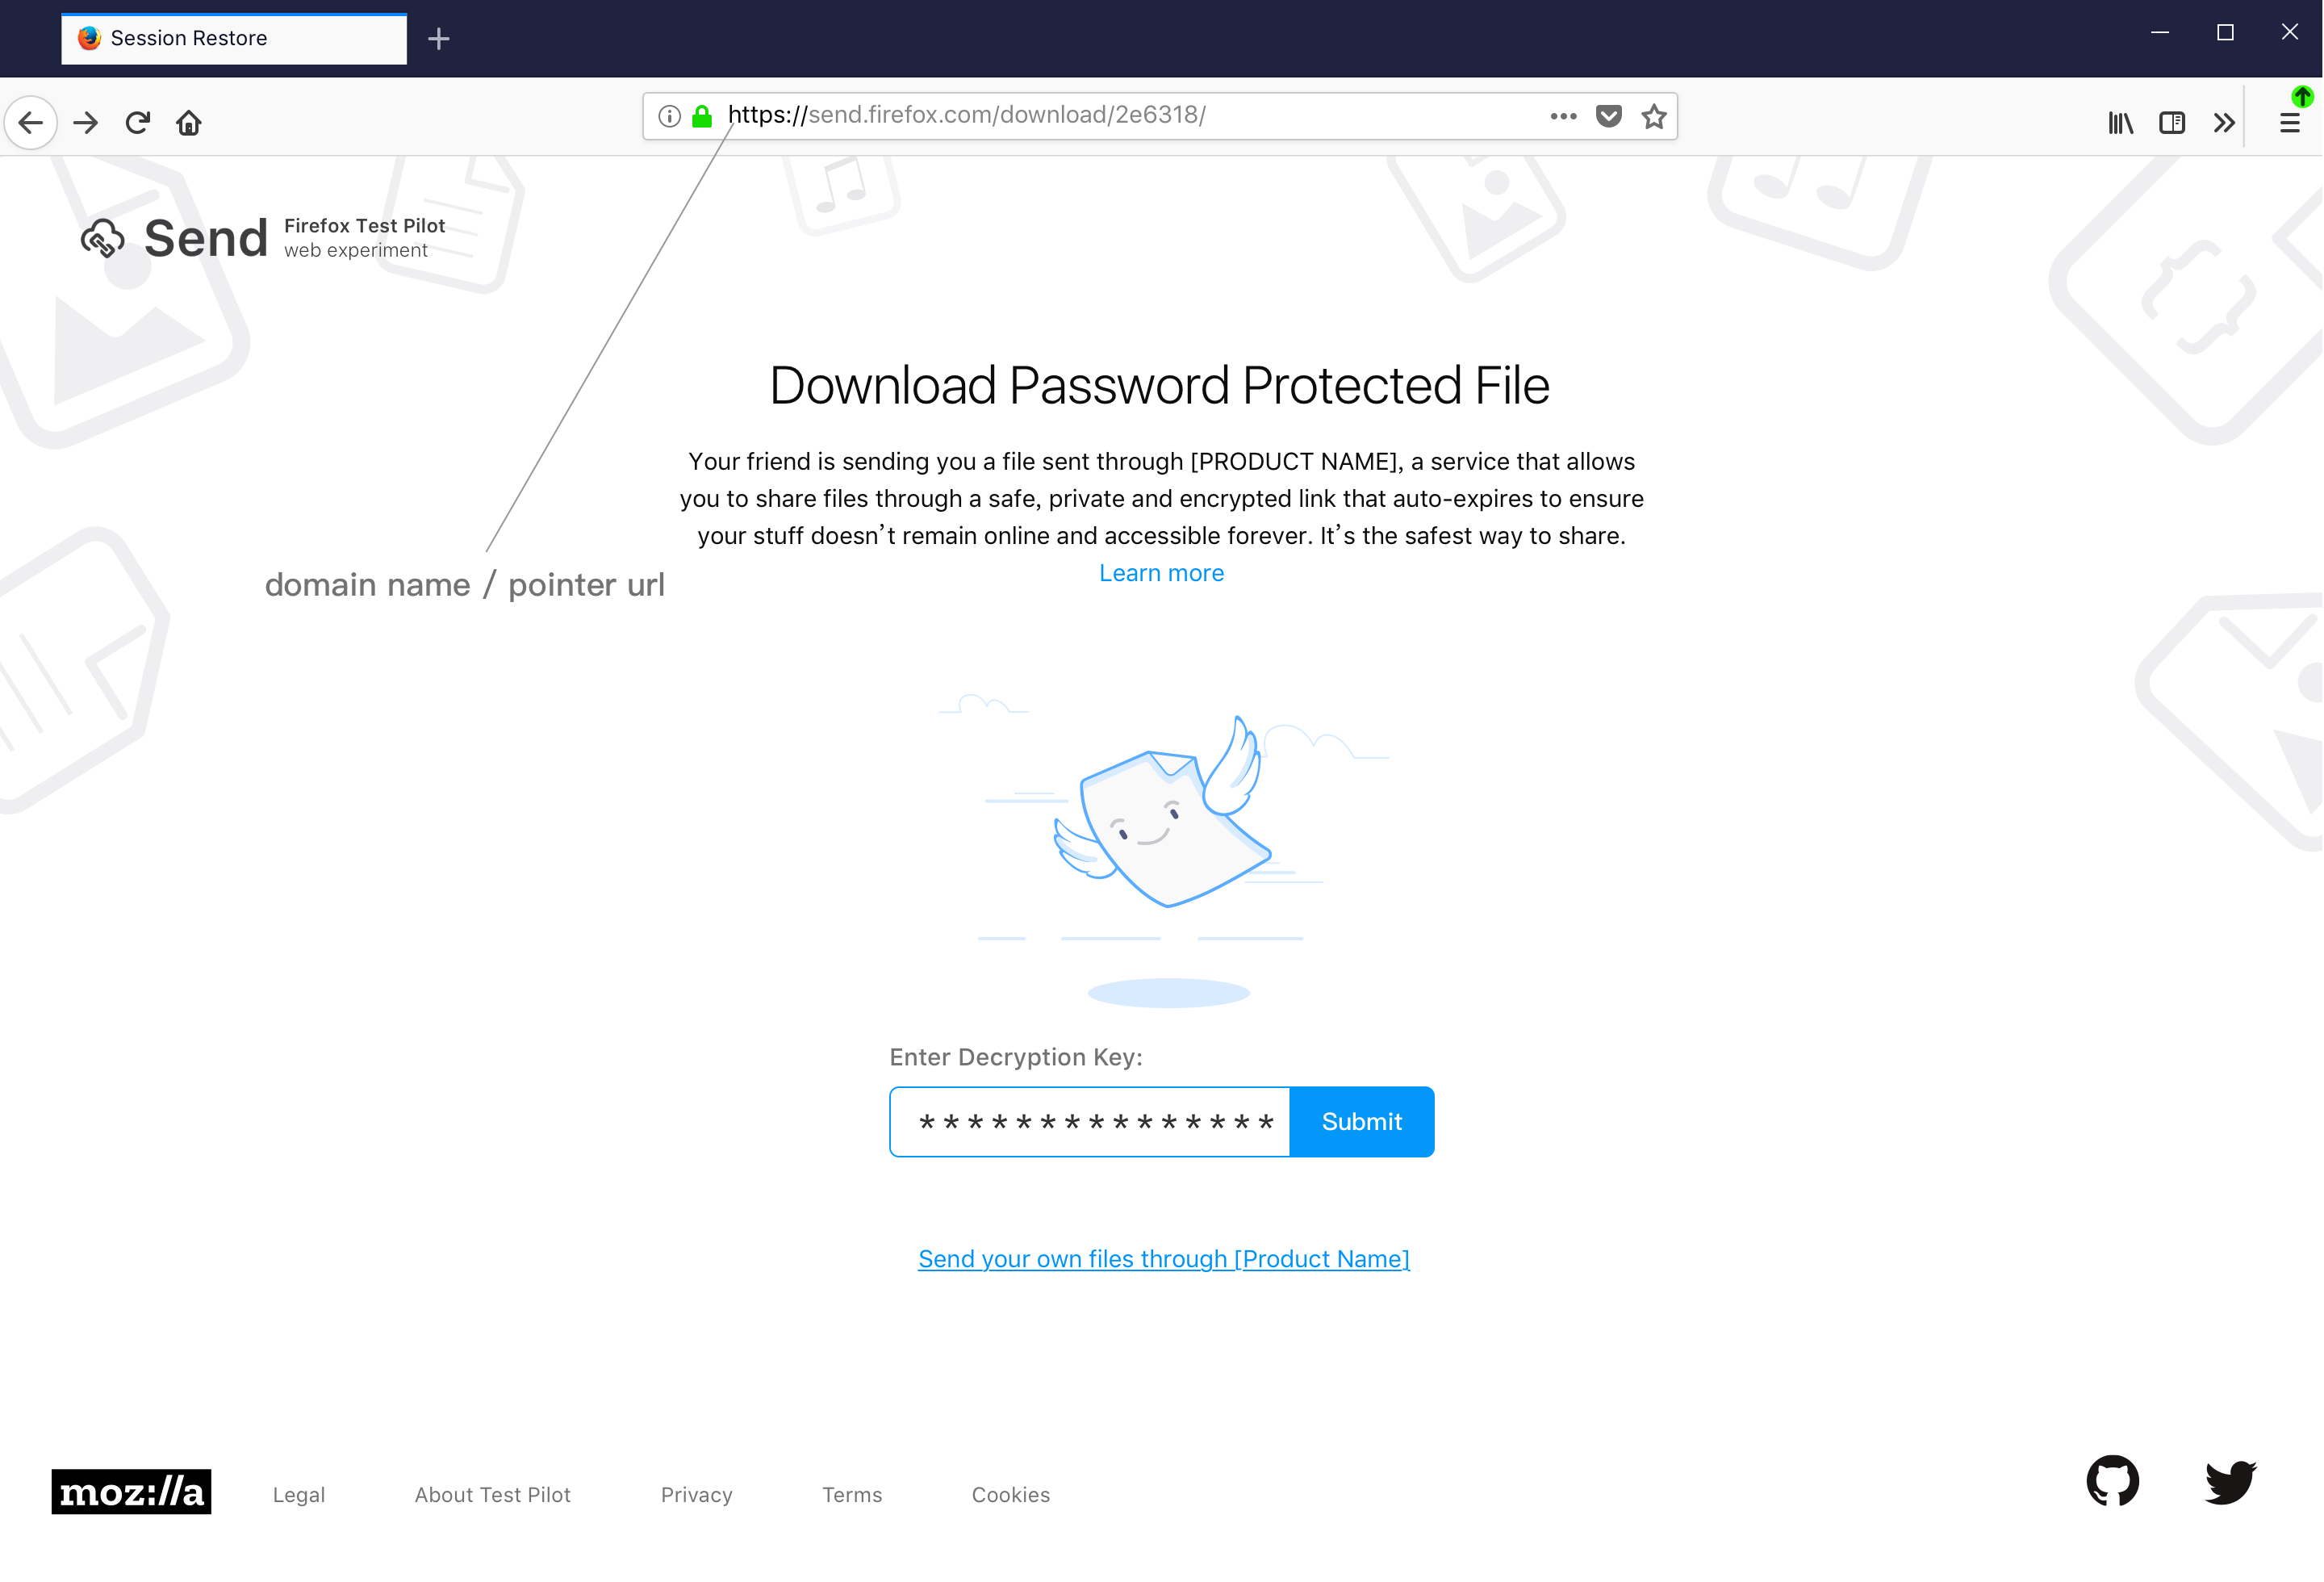 Session Restore
https://send.firefox.com/download/2e6318/
Send
Firefox Test Pilot
web experiment
Download Password Protected File
Your friend is sending you a file sent through [PRODUCT NAME], a service that allows
you to share files through a safe, private and encrypted link that auto-expires to ensure
your stuff doesn’t remain online and accessible forever. It’s the safest way to share.
Learn more
domain name / pointer url
Enter Decryption Key:
***************
Submit
Send your own files through [Product Name]
moz://a
Legal
About Test Pilot
Privacy
Terms
Cookies